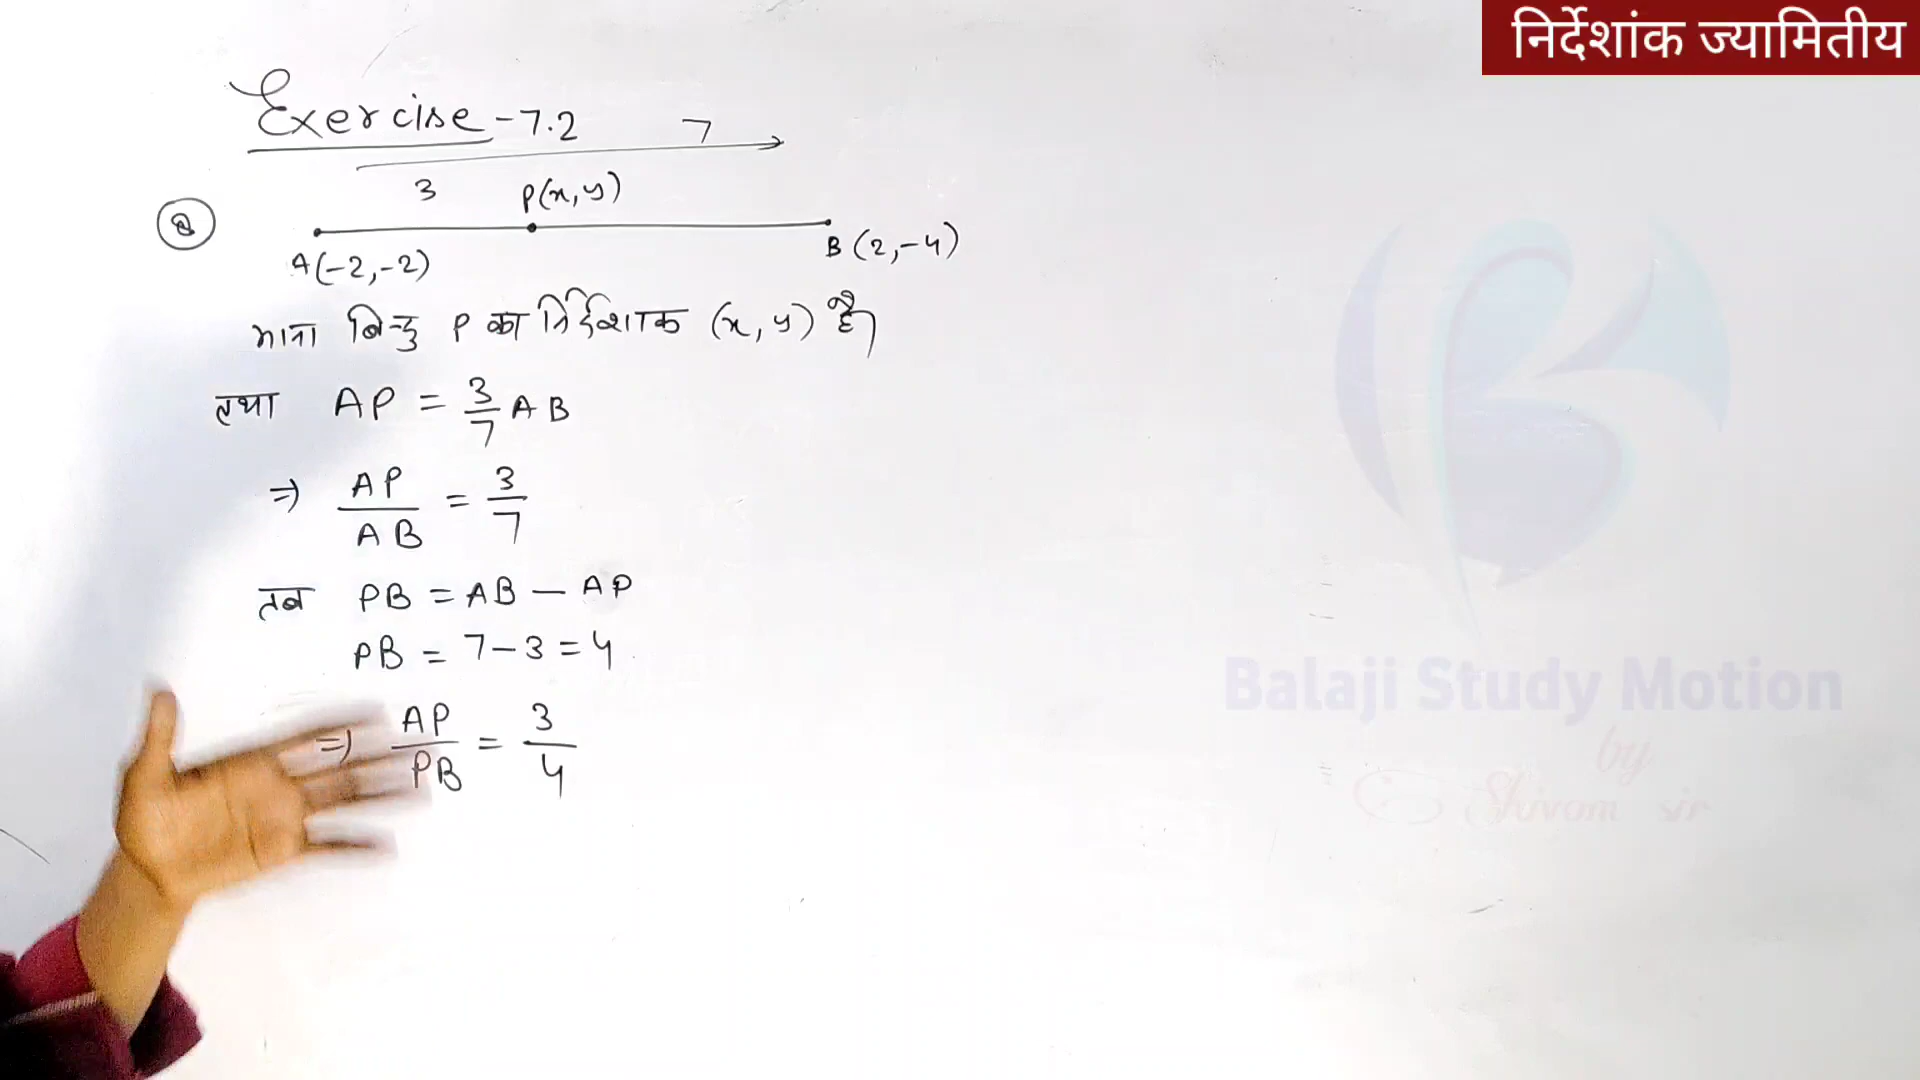 निर्देशांक ज्यामितीय
Exercise - 7.2
7
3
P(x,y)
8
A(-2,-2)
B(2,-4)
माना बिन्दु P का निर्देशांक (x, y) है
तथा AP = 3/7 AB
=> AP/AB = 3/7
तब PB = AB - AP
PB = 7-3 = 4
=> AP/PB = 3/4
Balaji Study Motion
by
Shivam sir